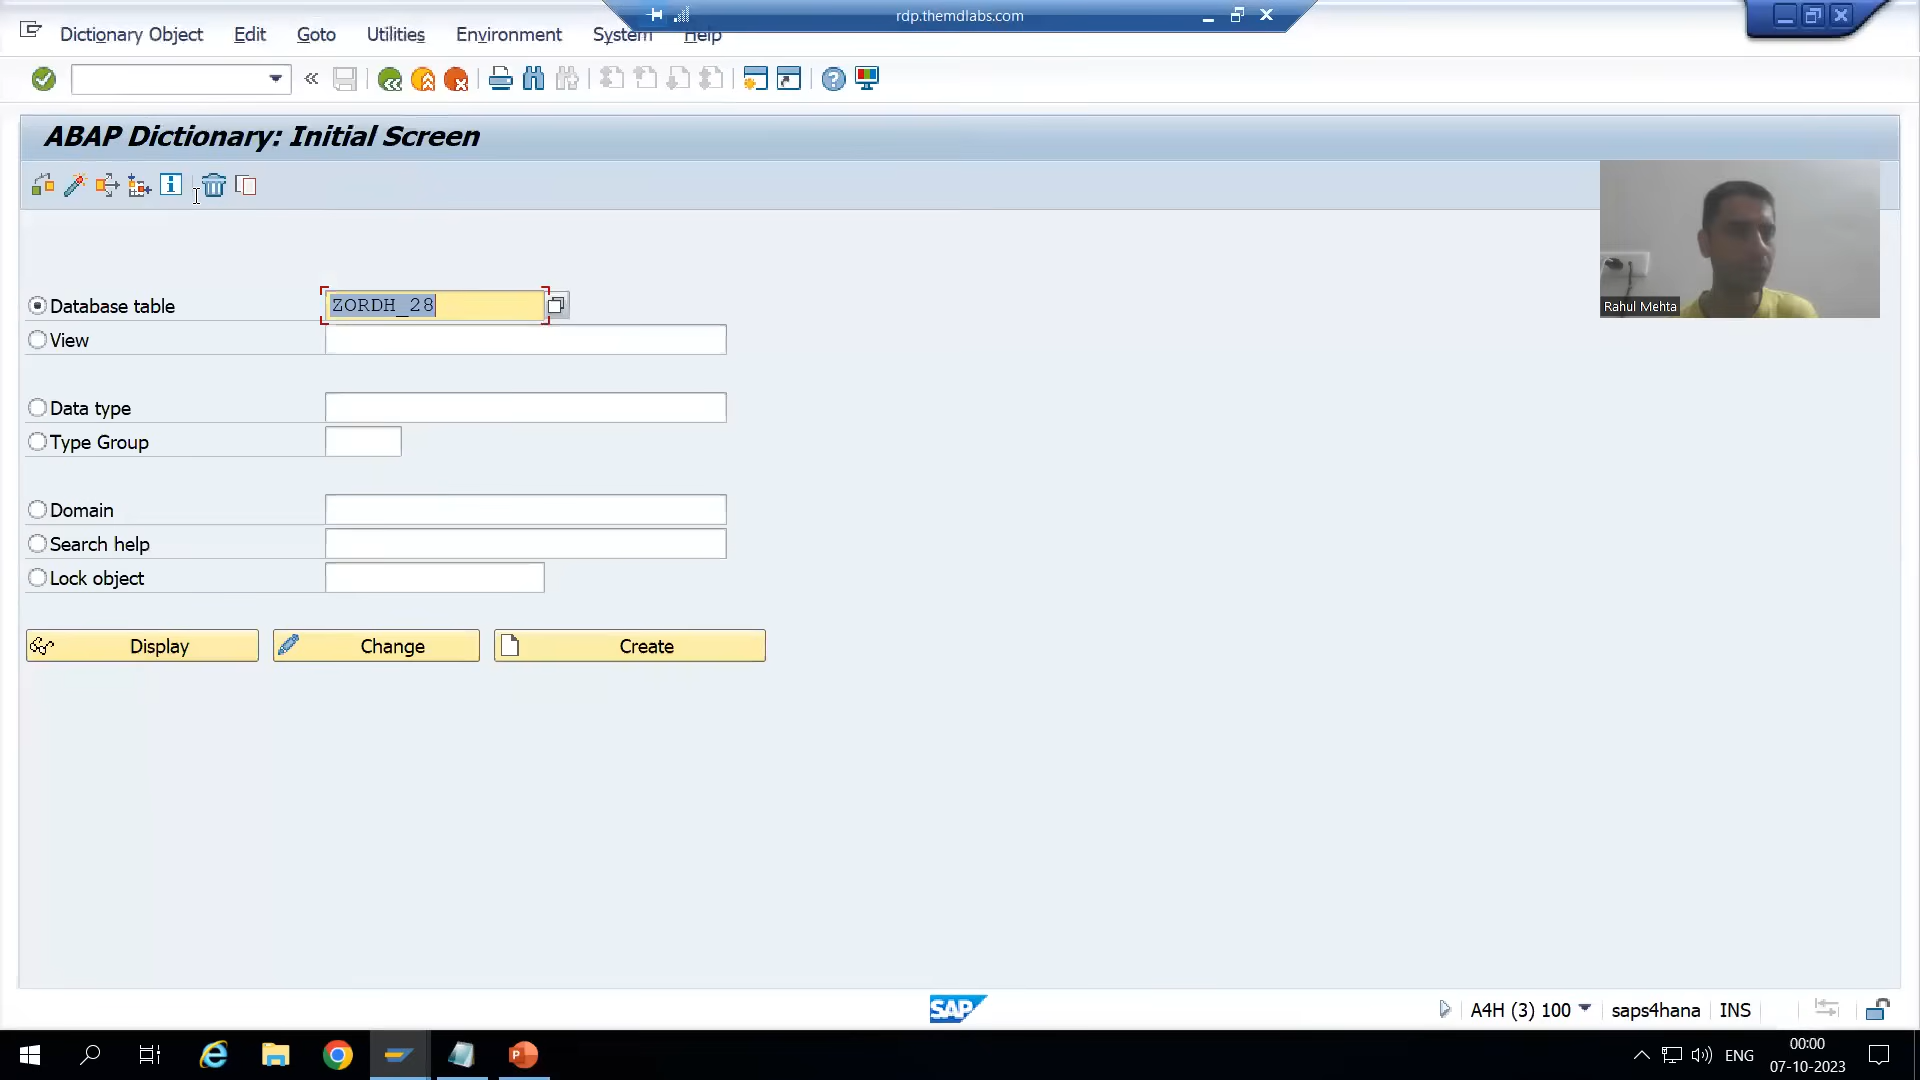 rdp.themdlabs.com
Dictionary Object Edit Goto Utilities Environment System Help
ABAP Dictionary: Initial Screen
Rahul Mehta
Database table ZORDH_28
View
Data type
Type Group
Domain
Search help
Lock object
Display Change Create
SAP
A4H (3) 100 saps4hana INS
ENG
00:00
07-10-2023